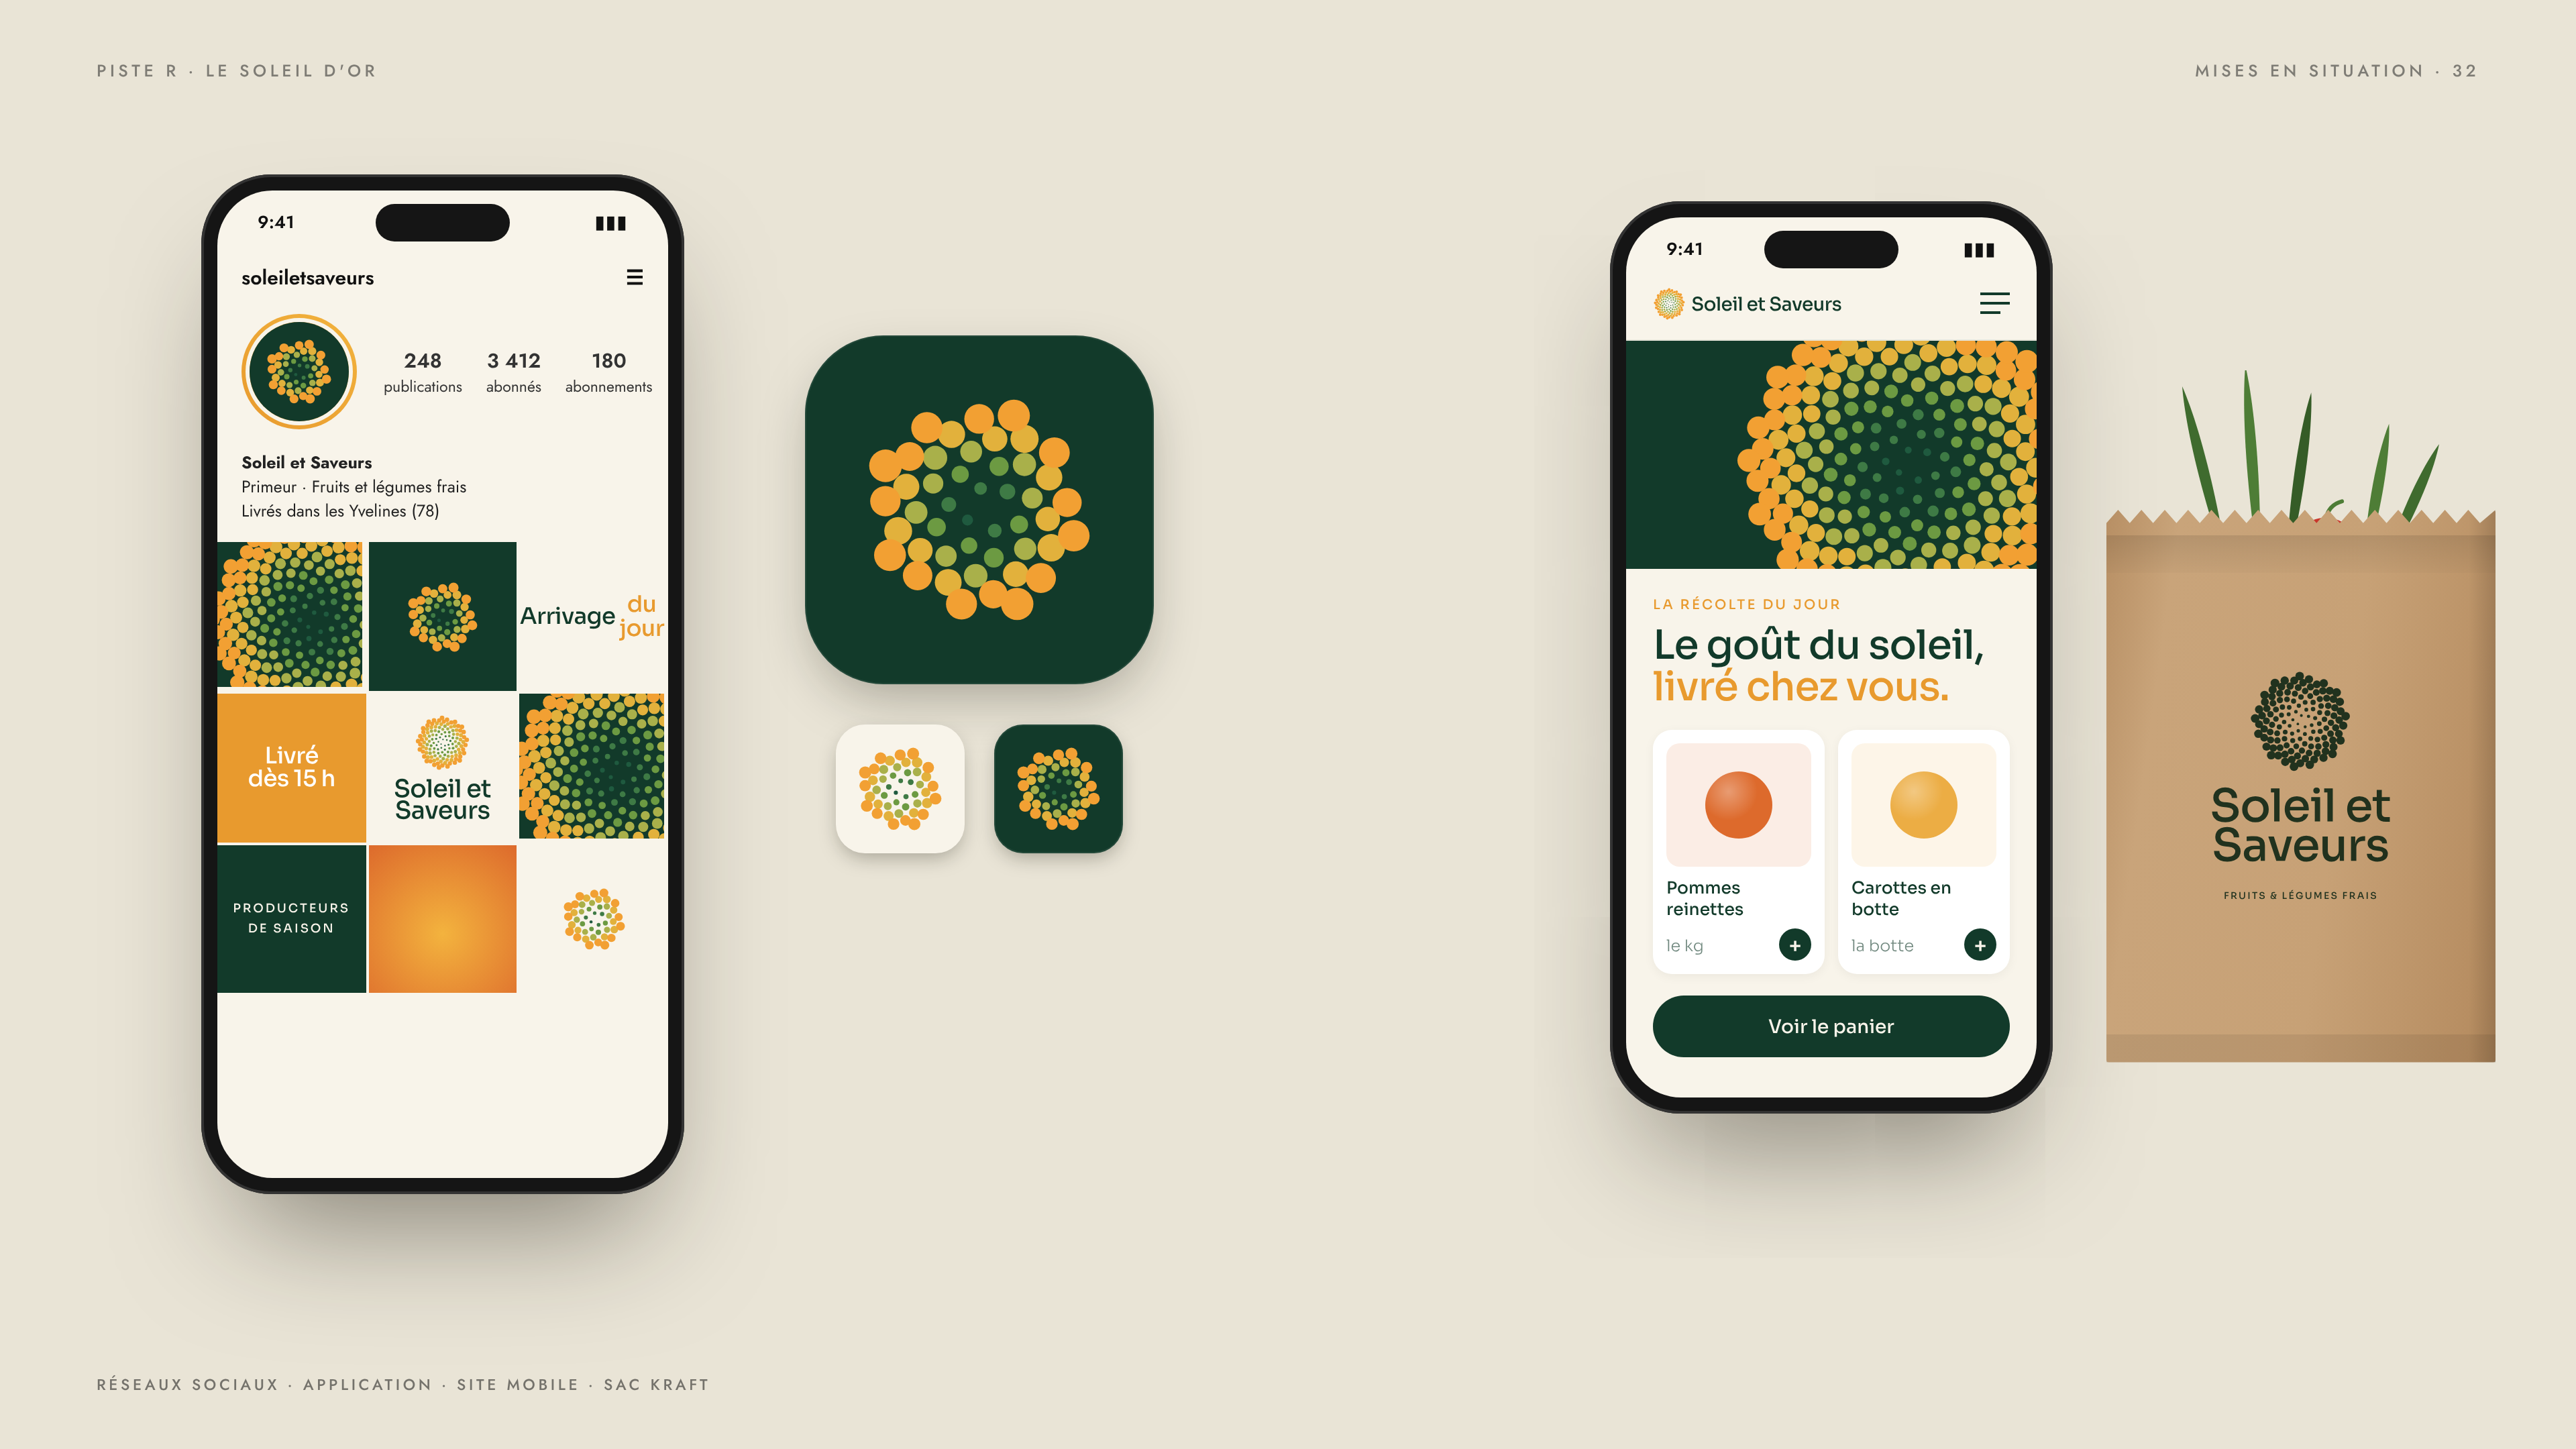 PISTE R · LE SOLEIL D'OR
MISES EN SITUATION · 32
9:41
soleiletsaveurs
248
3 412
180
publications
abonnés
abonnements
Soleil et Saveurs
Primeur · Fruits et légumes frais
Livrés dans les Yvelines (78)
Arrivage
du
jour
Livré
dès 15 h
Soleil et
Saveurs
PRODUCTEURS
DE SAISON
9:41
Soleil et Saveurs
LA RÉCOLTE DU JOUR
Le goût du soleil,
livré chez vous.
Pommes
reinettes
le kg
+
Carottes en
botte
la botte
+
Voir le panier
Soleil et
Saveurs
FRUITS & LÉGUMES FRAIS
RÉSEAUX SOCIAUX · APPLICATION · SITE MOBILE · SAC KRAFT